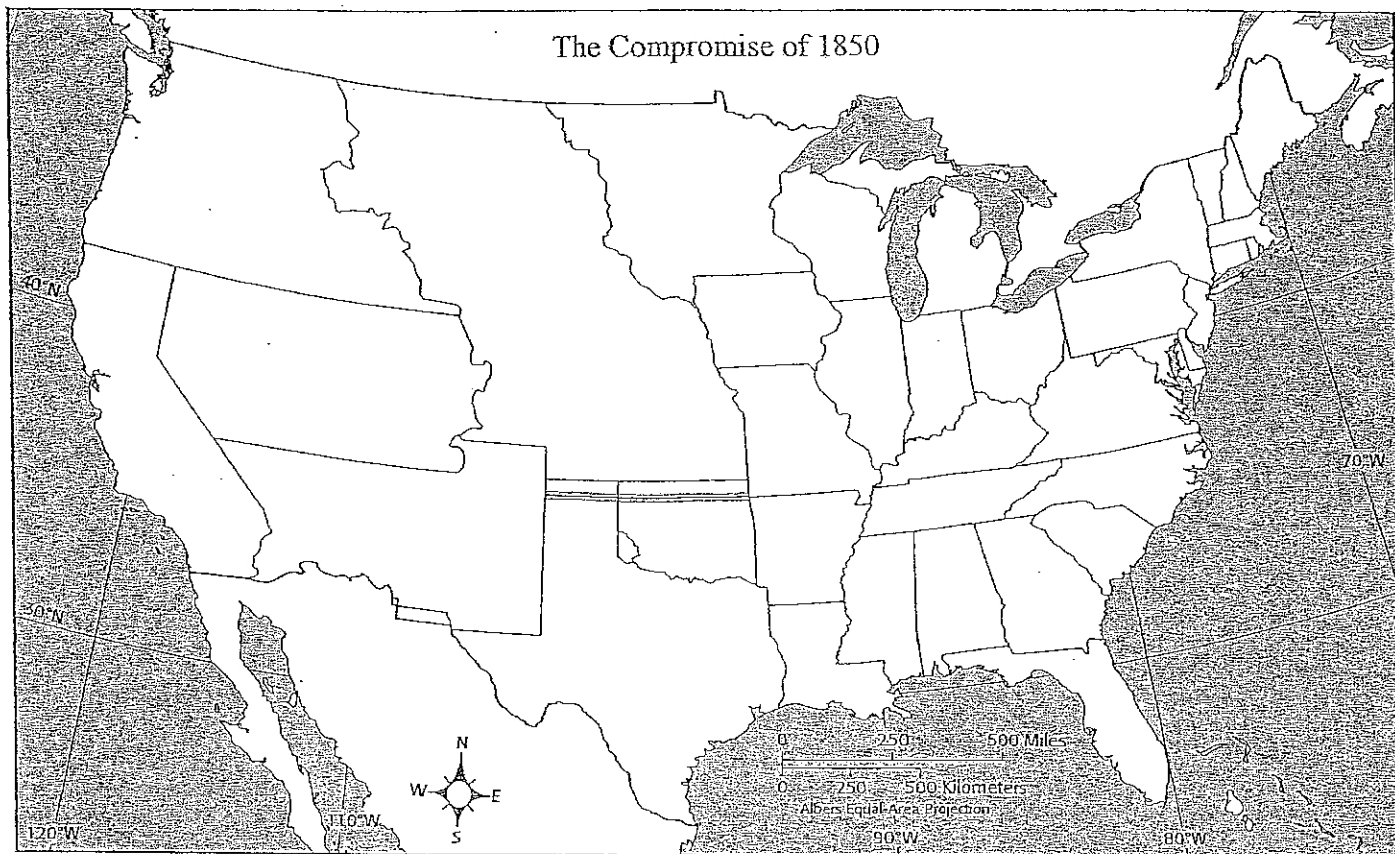 The Compromise of 1850
40°N
70°W
30°N
N
W
E
S
0 250 500 Miles
0 250 500 Kilometers
Albers Equal-Area Projection
120°W
110°W
90°W
80°W